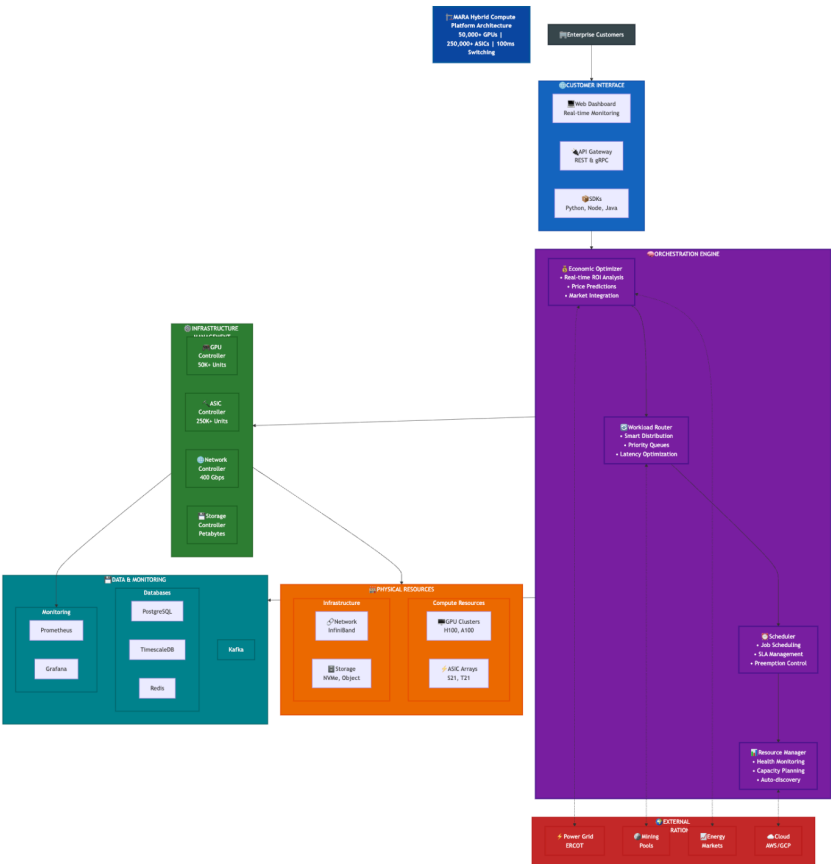 MARA Hybrid Compute
Platform Architecture
50,000+ GPUs |
250,000+ ASICs | 100ms
Switching
Enterprise Customers
CUSTOMER INTERFACE
Web Dashboard
Real-time Monitoring
API Gateway
REST & gRPC
SDKs
Python, Node, Java
ORCHESTRATION ENGINE
Economic Optimizer
• Real-time ROI Analysis
• Price Predictions
• Market Integration
Workload Router
• Smart Distribution
• Priority Queues
• Latency Optimization
Scheduler
• Job Scheduling
• SLA Management
• Preemption Control
Resource Manager
• Health Monitoring
• Capacity Planning
• Auto-discovery
INFRASTRUCTURE
GPU
Controller
50K+ Units
ASIC
Controller
250K+ Units
Network
Controller
400 Gbps
Storage
Controller
Petabytes
DATA & MONITORING
Monitoring
Prometheus
Grafana
Databases
PostgreSQL
TimescaleDB
Redis
Kafka
PHYSICAL RESOURCES
Infrastructure
Network
InfiniBand
Storage
NVMe, Object
Compute Resources
GPU Clusters
H100, A100
ASIC Arrays
S21, T21
EXTERNAL
Power Grid
ERCOT
Mining
Pools
Energy
Markets
Cloud
AWS/GCP